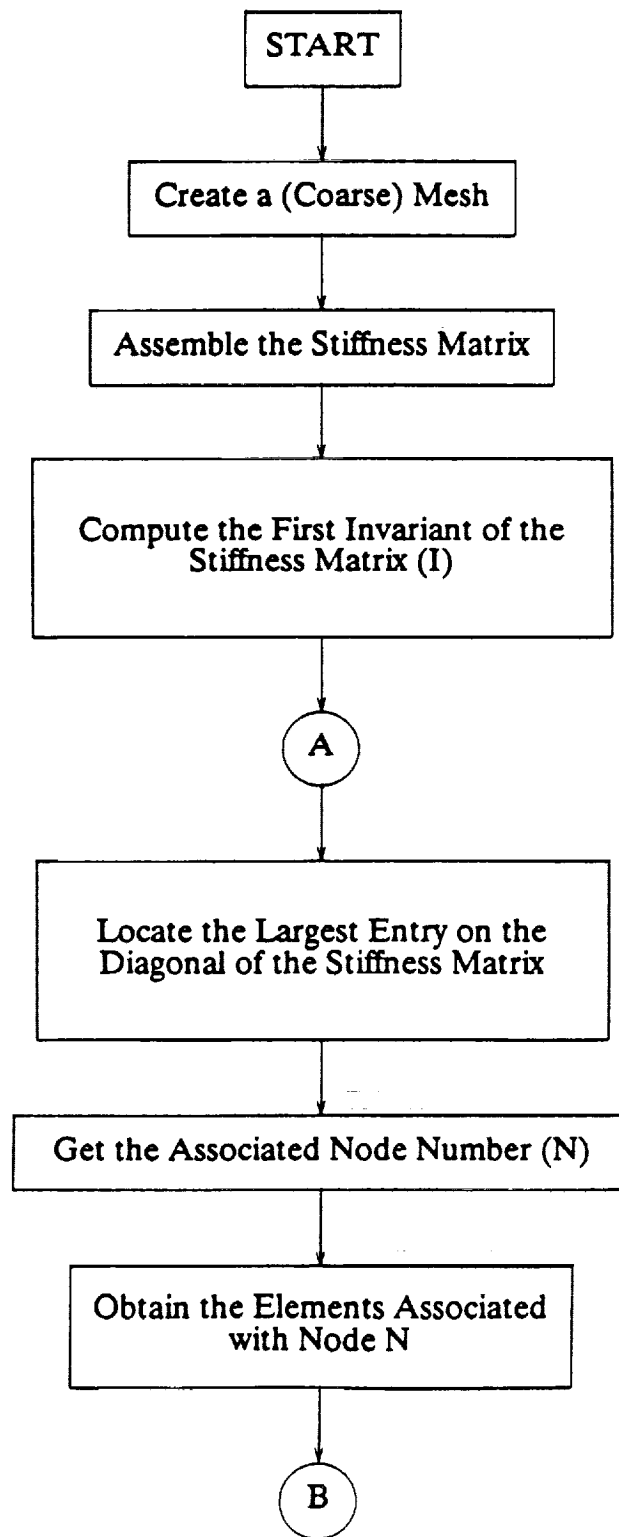 START
Create a (Coarse) Mesh
Assemble the Stiffness Matrix
Compute the First Invariant of the
Stiffness Matrix (I)
A
Locate the Largest Entry on the
Diagonal of the Stiffness Matrix
Get the Associated Node Number (N)
Obtain the Elements Associated
with Node N
B